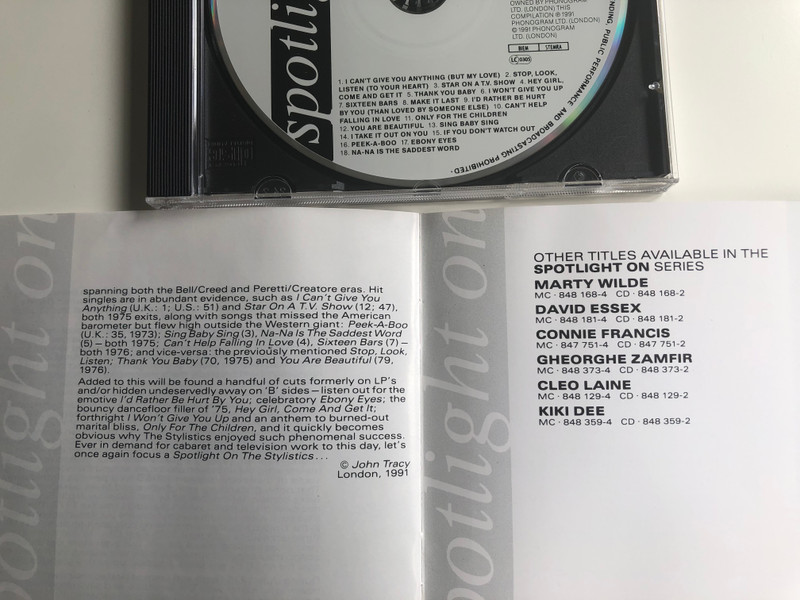 spotlig
OWNED BY PHONOGRAM
LTD. (LONDON) THIS
COMPILATION ℗ 1991
PHONOGRAM LTD. (LONDON)
© 1991 PHONOGRAM
LTD. (LONDON)
BIEM STEMRA
LC 0305
1. I CAN'T GIVE YOU ANYTHING (BUT MY LOVE) 2. STOP, LOOK,
LISTEN (TO YOUR HEART) 3. STAR ON A T.V. SHOW 4. HEY GIRL,
COME AND GET IT 5. THANK YOU BABY 6. I WON'T GIVE YOU UP
7. SIXTEEN BARS 8. MAKE IT LAST 9. I'D RATHER BE HURT
BY YOU (THAN LOVED BY SOMEONE ELSE) 10. CAN'T HELP
FALLING IN LOVE 11. ONLY FOR THE CHILDREN
12. YOU ARE BEAUTIFUL 13. SING BABY SING
14. I TAKE IT OUT ON YOU 15. IF YOU DON'T WATCH OUT
16. PEEK-A-BOO 17. EBONY EYES
18. NA-NA IS THE SADDEST WORD
NDING, PUBLIC PERFORMANCE AND BROADCASTING PROHIBITED·
spotlight on
spanning both the Bell/Creed and Peretti/Creatore eras. Hit
singles are in abundant evidence, such as I Can't Give You
Anything (U.K.: 1; U.S.: 51) and Star On A T.V. Show (12; 47),
both 1975 exits, along with songs that missed the American
barometer but flew high outside the Western giant: Peek-A-Boo
(U.K.: 35, 1973); Sing Baby Sing (3), Na-Na Is The Saddest Word
(5) – both 1975; Can't Help Falling In Love (4), Sixteen Bars (7) –
both 1976; and vice-versa: the previously mentioned Stop, Look,
Listen; Thank You Baby (70, 1975) and You Are Beautiful (79,
1976).
Added to this will be found a handful of cuts formerly on LP's
and/or hidden undeservedly away on 'B' sides – listen out for the
emotive I'd Rather Be Hurt By You; celebratory Ebony Eyes; the
bouncy dancefloor filler of '75, Hey Girl, Come And Get It;
forthright I Won't Give You Up and an anthem to burned-out
marital bliss, Only For The Children, and it quickly becomes
obvious why The Stylistics enjoyed such phenomenal success.
Ever in demand for cabaret and television work to this day, let's
once again focus a Spotlight On The Stylistics . . .
© John Tracy
London, 1991
spotlight on
OTHER TITLES AVAILABLE IN THE
SPOTLIGHT ON SERIES
MARTY WILDE
MC · 848 168-4 CD · 848 168-2
DAVID ESSEX
MC · 848 181-4 CD · 848 181-2
CONNIE FRANCIS
MC · 847 751-4 CD · 847 751-2
GHEORGHE ZAMFIR
MC · 848 373-4 CD · 848 373-2
CLEO LAINE
MC · 848 129-4 CD · 848 129-2
KIKI DEE
MC · 848 359-4 CD · 848 359-2